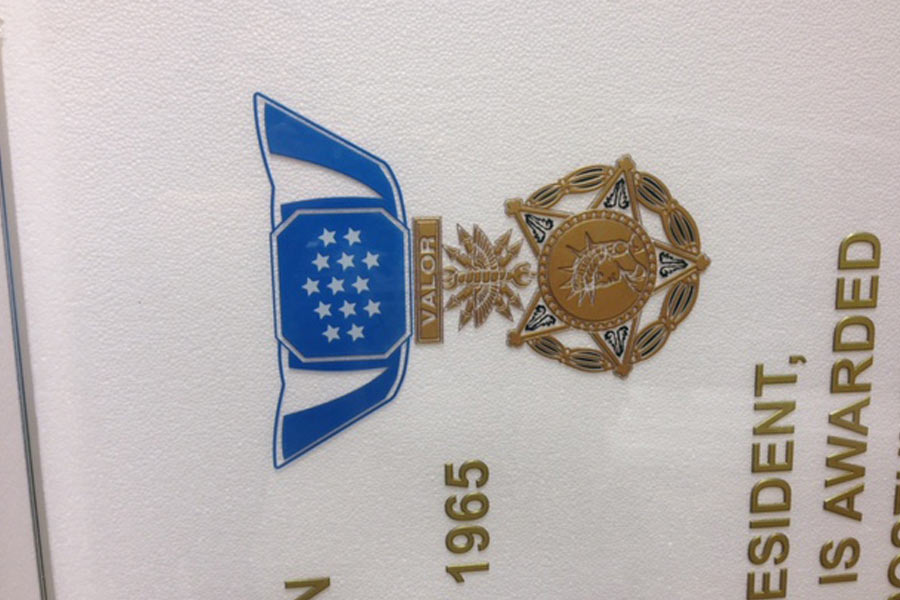 N
VALOR
1965
ESIDENT,
IS AWARDED